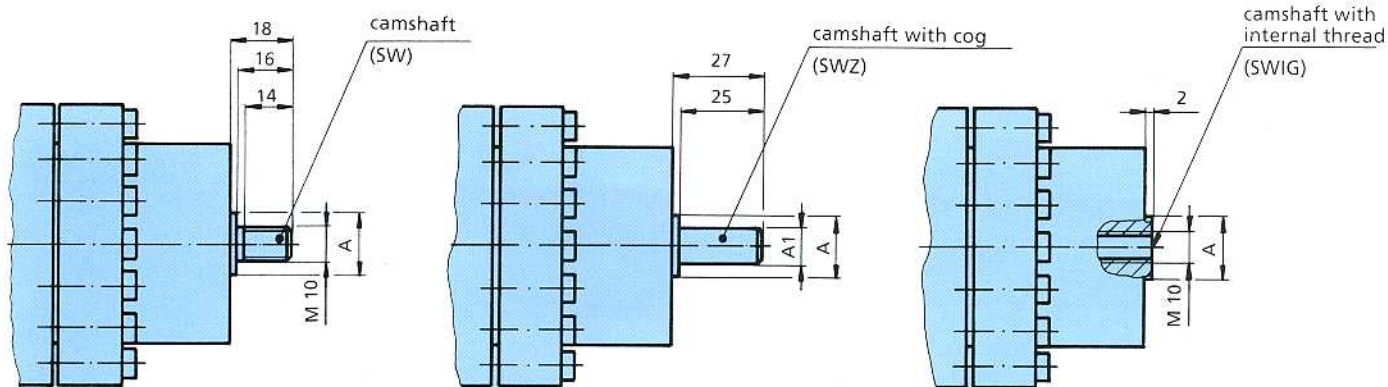 18
camshaft
(SW)
16
14
A
M 10
camshaft with cog
(SWZ)
27
25
A1
A
camshaft with
internal thread
(SWIG)
2
M 10
A